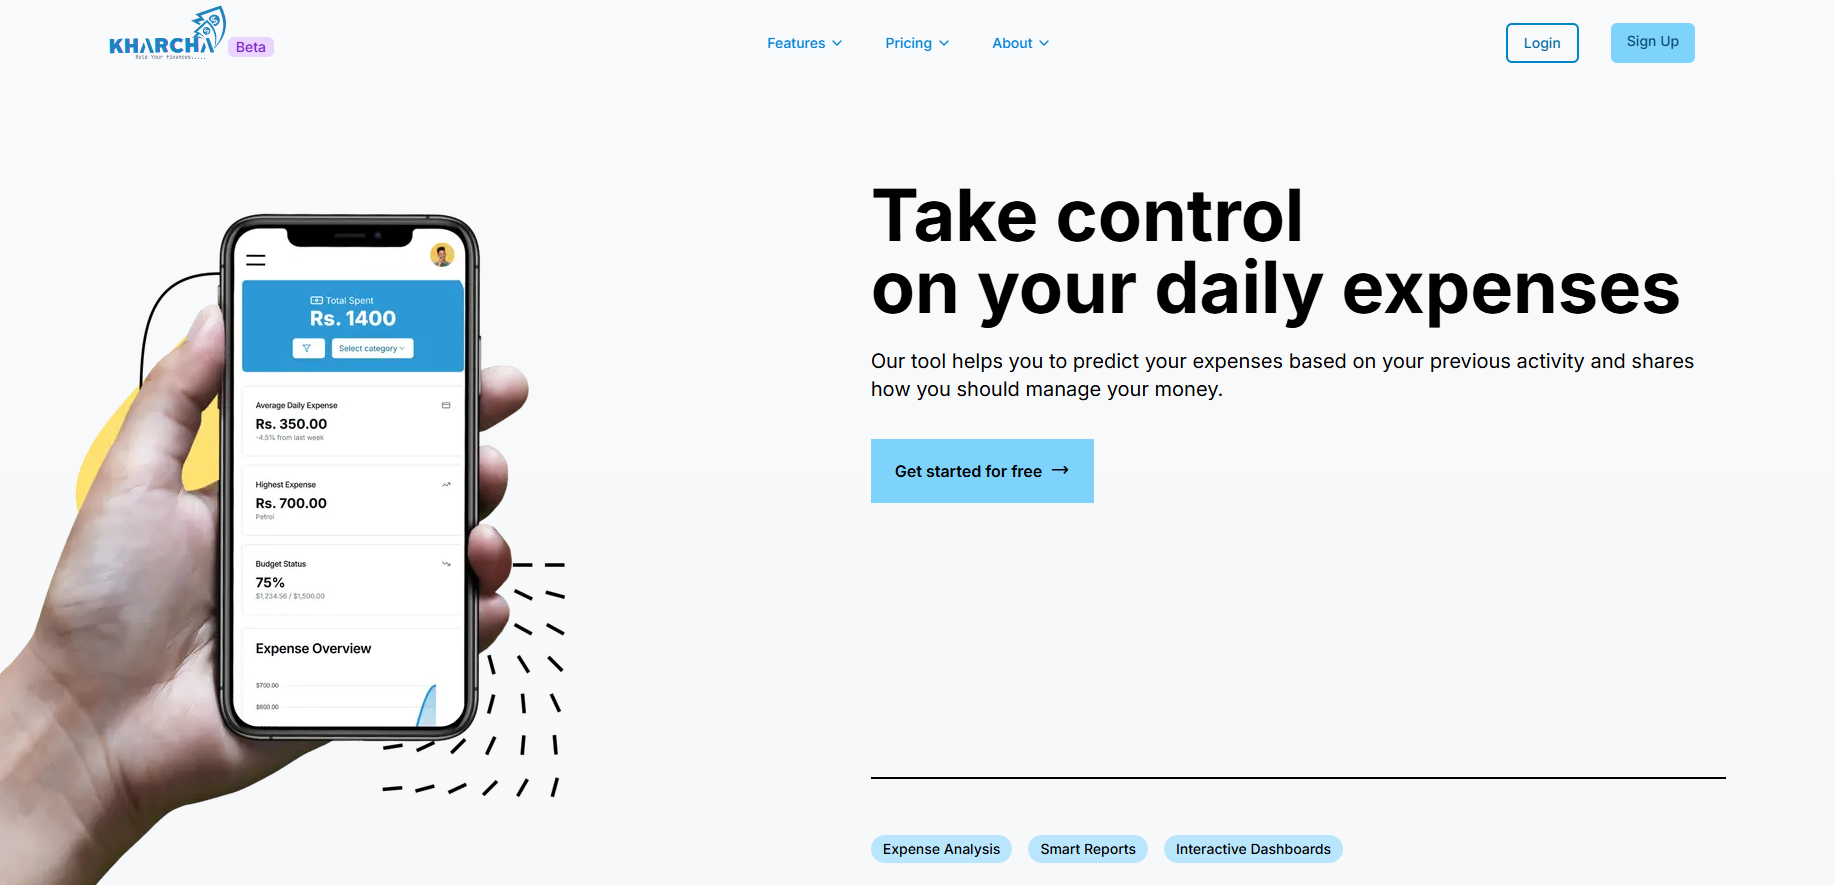 KHARCHA
Rule Your finances.....
Beta
Features
Pricing
About
Login
Sign Up
Take control
on your daily expenses
Our tool helps you to predict your expenses based on your previous activity and shares
how you should manage your money.
Get started for free
Total Spent
Rs. 1400
Select category
Average Daily Expense
Rs. 350.00
-4.5% from last week
Highest Expense
Rs. 700.00
Petrol
Budget Status
75%
$1,234.56 / $1,500.00
Expense Overview
$700.00
$600.00
Expense Analysis
Smart Reports
Interactive Dashboards